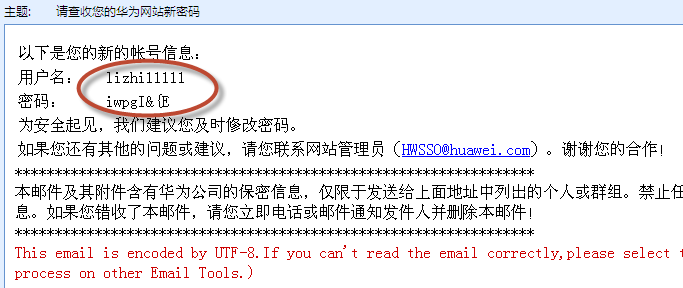 主题: 请查收您的华为网站新密码
以下是您的新的帐号信息：
用户名： lizhi11111
密码： iwpgI&{E
为安全起见，我们建议您及时修改密码。
如果您还有其他的问题或建议，请您联系网站管理员（HWSSO@huawei.com）。谢谢您的合作！
*****************************************************************
本邮件及其附件含有华为公司的保密信息，仅限于发送给上面地址中列出的个人或群组。禁止任
息。如果您错收了本邮件，请您立即电话或邮件通知发件人并删除本邮件！
*****************************************************************
This email is encoded by UTF-8.If you can't read the email correctly,please select t
process on other Email Tools.)